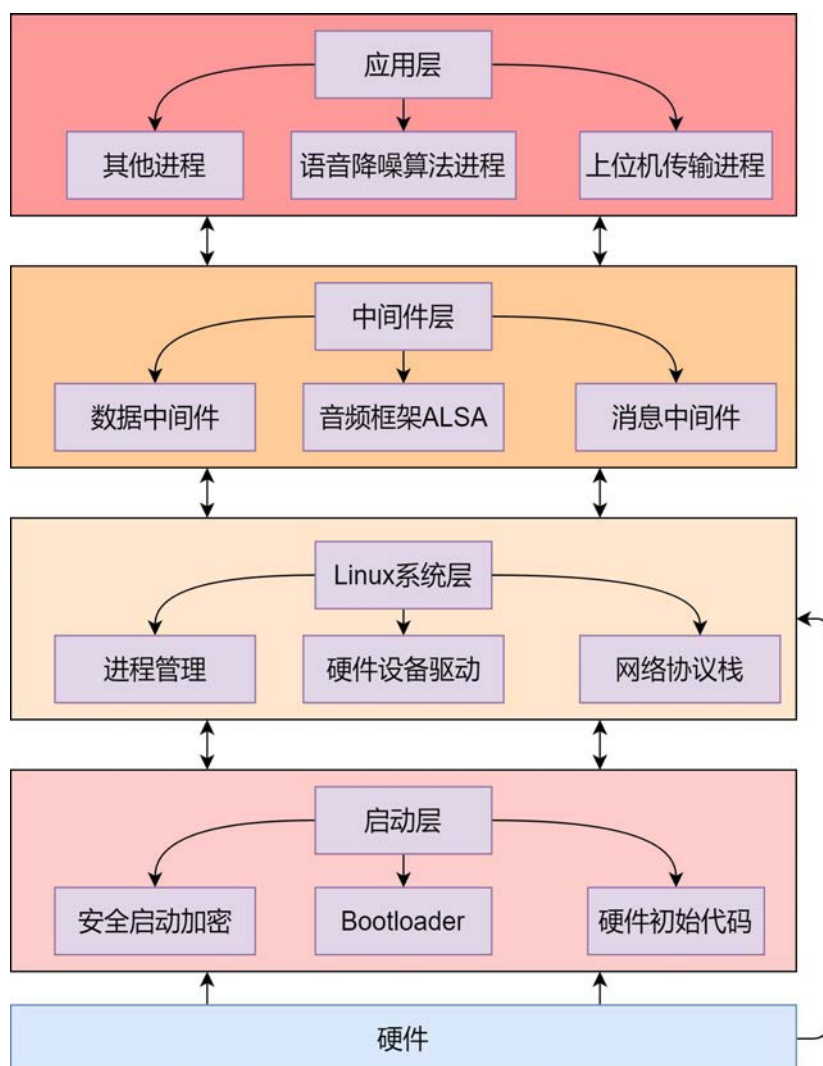 应用层
其他进程
语音降噪算法进程
上位机传输进程
中间件层
数据中间件
音频框架ALSA
消息中间件
Linux系统层
进程管理
硬件设备驱动
网络协议栈
启动层
安全启动加密
Bootloader
硬件初始代码
硬件